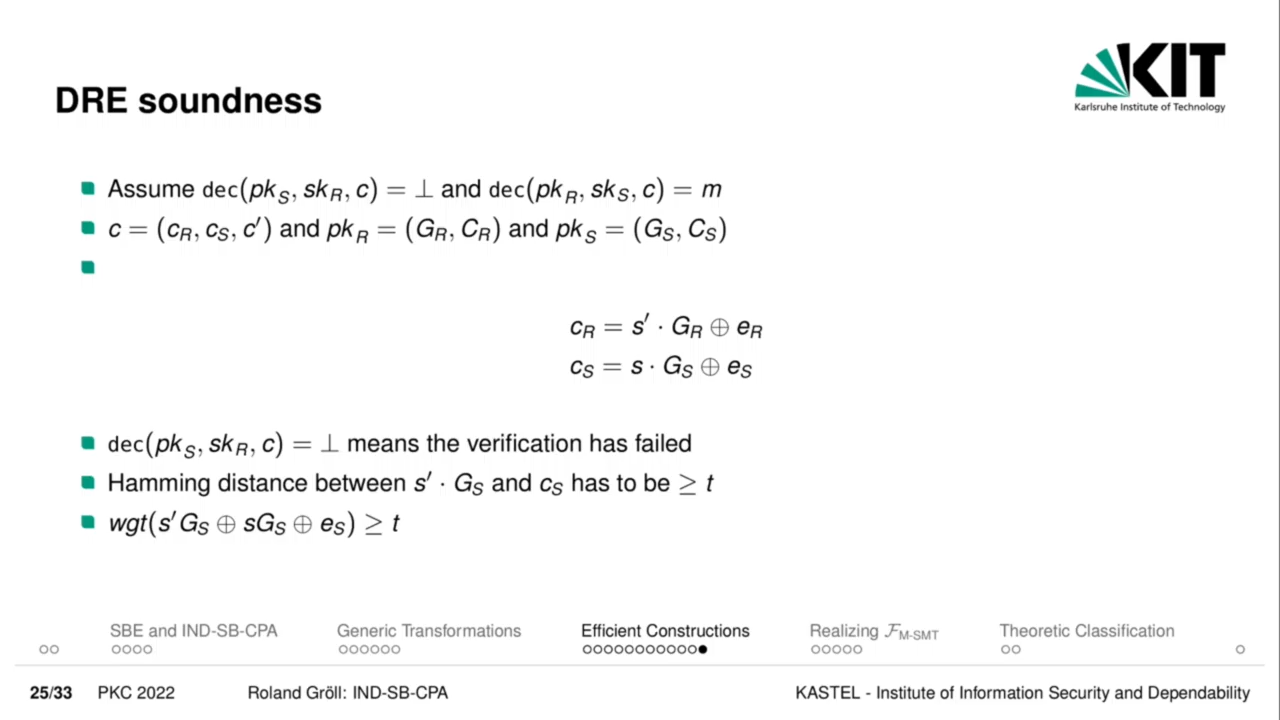 KIT
Karlsruhe Institute of Technology
DRE soundness
Assume dec(pk_S, sk_R, c) = ⊥ and dec(pk_R, sk_S, c) = m
c = (c_R, c_S, c′) and pk_R = (G_R, C_R) and pk_S = (G_S, C_S)
c_R = s′ · G_R ⊕ e_R
c_S = s · G_S ⊕ e_S
dec(pk_S, sk_R, c) = ⊥ means the verification has failed
Hamming distance between s′ · G_S and c_S has to be ≥ t
wgt(s′G_S ⊕ sG_S ⊕ e_S) ≥ t
SBE and IND-SB-CPA Generic Transformations Efficient Constructions Realizing ℱ_M-SMT Theoretic Classification
25/33 PKC 2022 Roland Gröll: IND-SB-CPA KASTEL - Institute of Information Security and Dependability